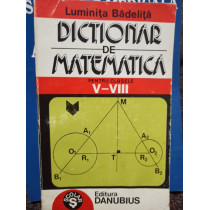 Luminița Bădeliță
DICȚIONAR
DE
MATEMATICĂ
PENTRU CLASELE
V-VIII
M
A₁
A₂
O₁
R₁
T
R₂
O₂
B₁
B₂
Editura
DANUBIUS